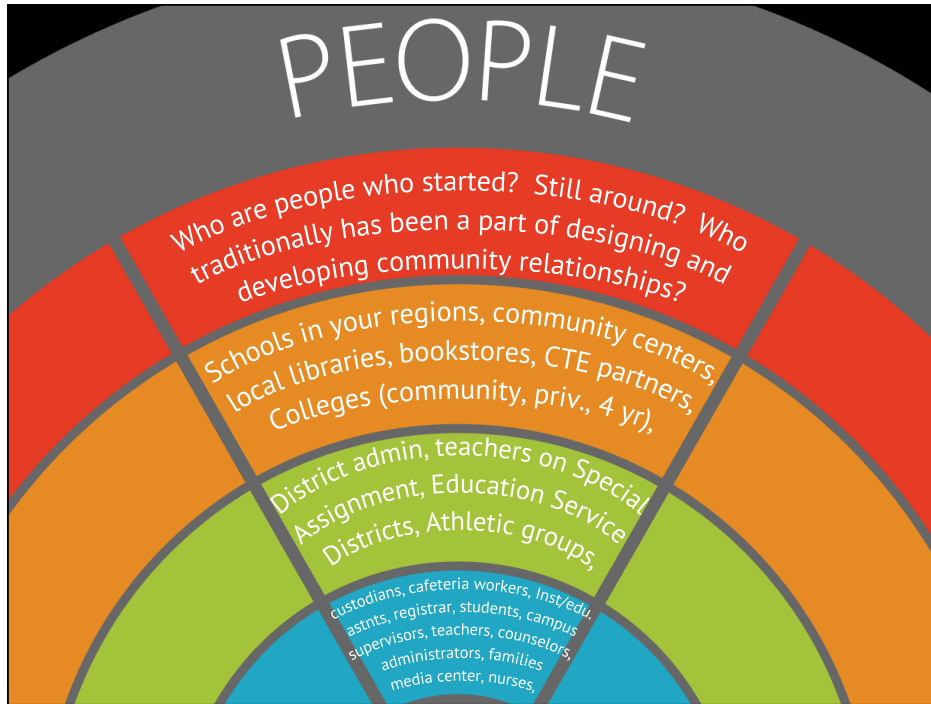 PEOPLE
Who are people who started? Still around? Who
traditionally has been a part of designing and
developing community relationships?
Schools in your regions, community centers,
local libraries, bookstores, CTE partners,
Colleges (community, priv., 4 yr),
District admin, teachers on Special
Assignment, Education Service
Districts, Athletic groups,
custodians, cafeteria workers, Inst/edu.
astnts, registrar, students, campus
supervisors, teachers, counselors,
administrators, families
media center, nurses,